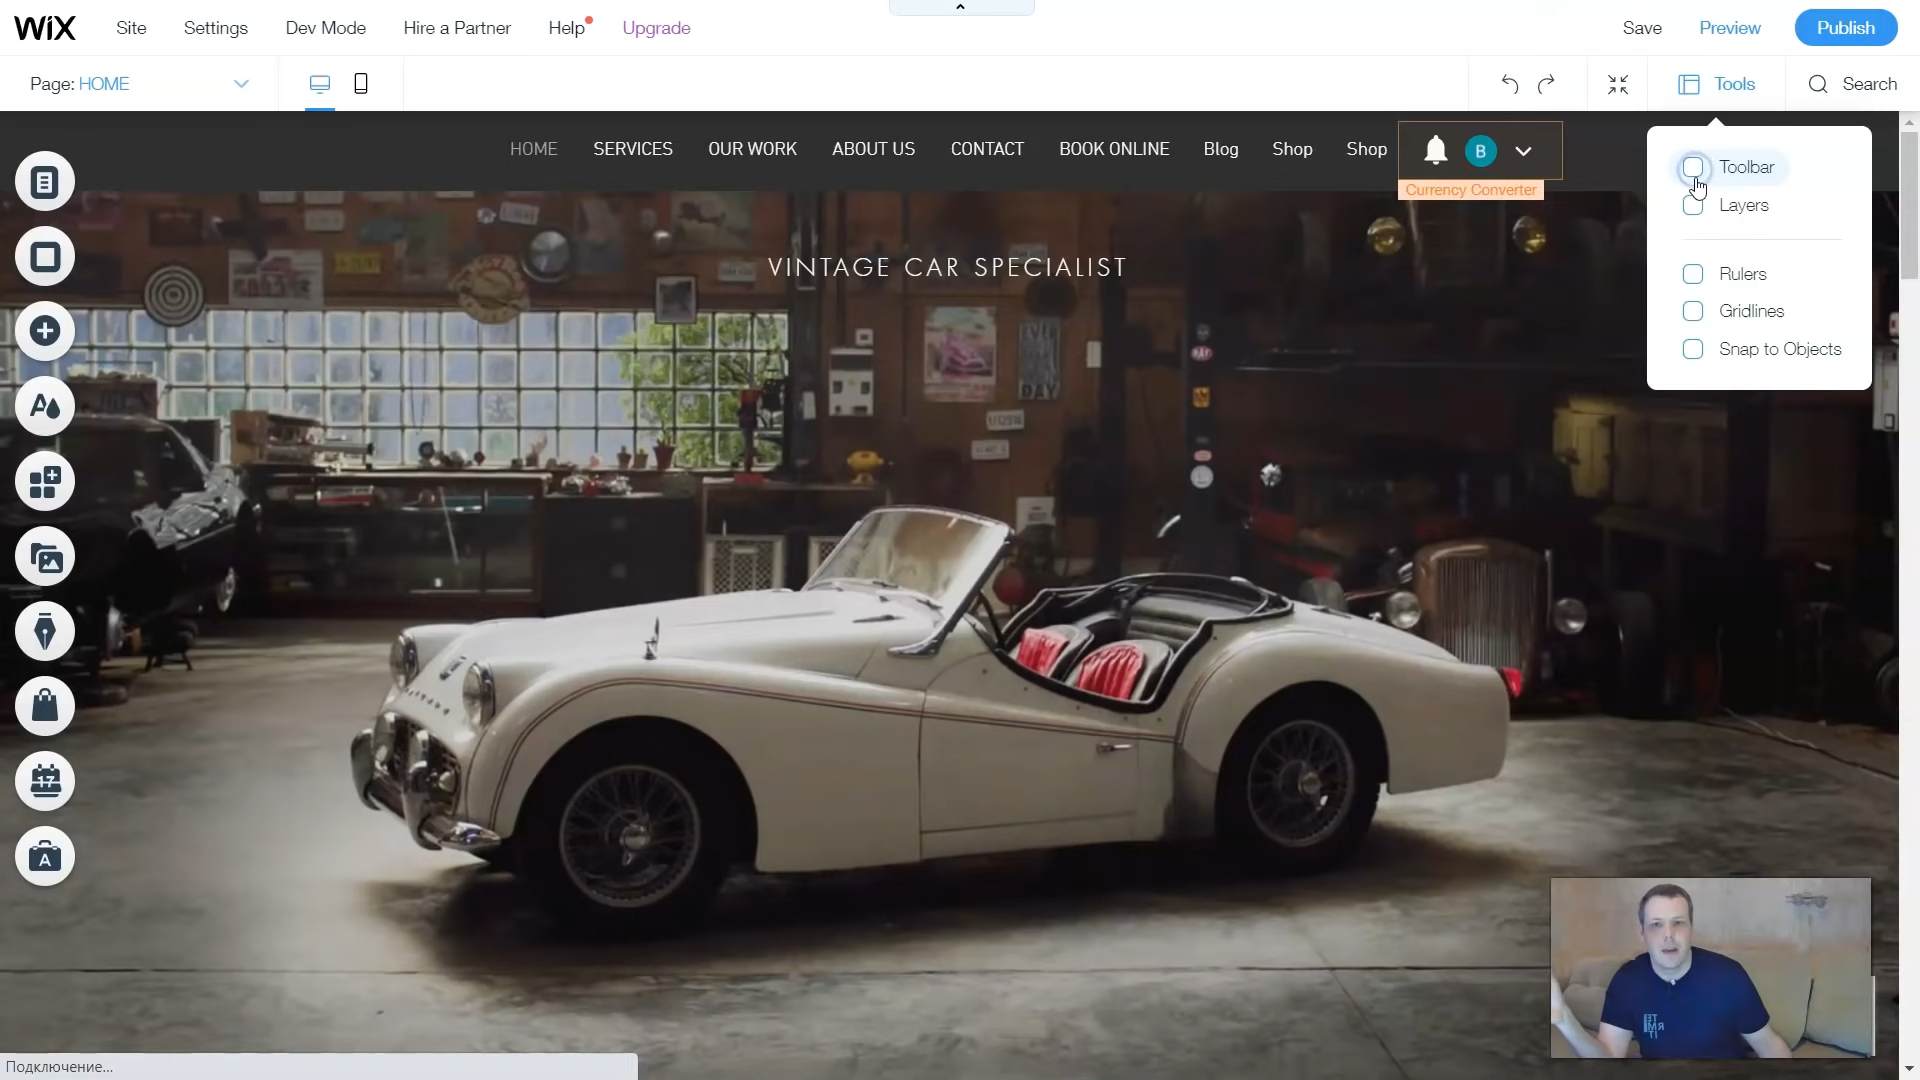 WiX Site Settings Dev Mode Hire a Partner Help Upgrade Save Preview Publish
Page: HOME Tools Search
HOME SERVICES OUR WORK ABOUT US CONTACT BOOK ONLINE Blog Shop Shop B
Currency Converter
Toolbar
Layers
Rulers
Gridlines
Snap to Objects
VINTAGE CAR SPECIALIST
17
A
Подключение...